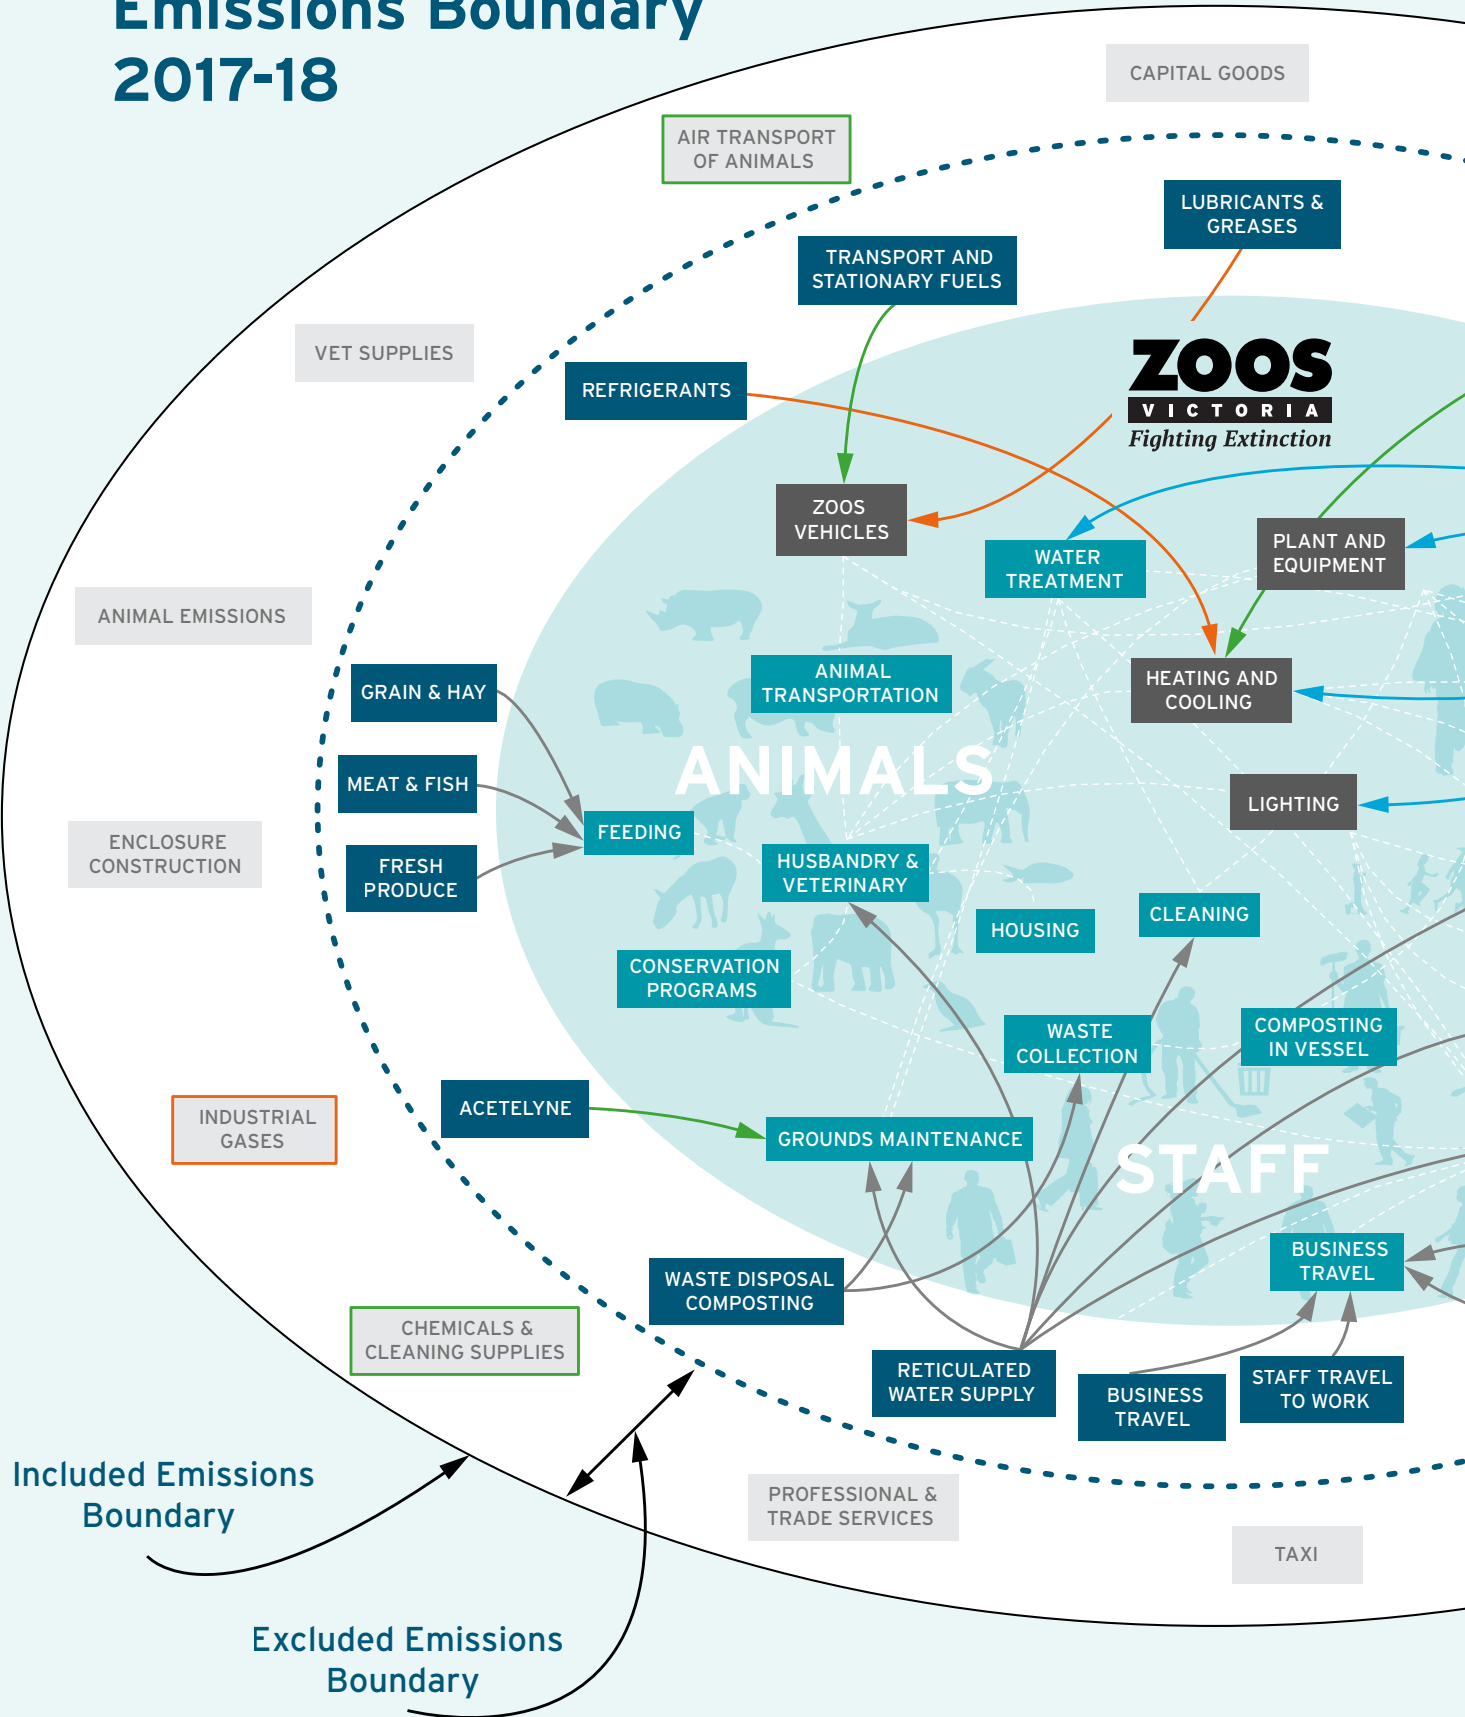 Emissions Boundary
2017-18
CAPITAL GOODS
AIR TRANSPORT
OF ANIMALS
LUBRICANTS &
GREASES
TRANSPORT AND
STATIONARY FUELS
VET SUPPLIES
REFRIGERANTS
ZOOS
VICTORIA
Fighting Extinction
ZOOS
VEHICLES
WATER
TREATMENT
PLANT AND
EQUIPMENT
ANIMAL EMISSIONS
GRAIN & HAY
ANIMAL
TRANSPORTATION
HEATING AND
COOLING
ANIMALS
MEAT & FISH
LIGHTING
FEEDING
ENCLOSURE
CONSTRUCTION
FRESH
PRODUCE
HUSBANDRY &
VETERINARY
HOUSING
CLEANING
CONSERVATION
PROGRAMS
WASTE
COLLECTION
COMPOSTING
IN VESSEL
INDUSTRIAL
GASES
ACETELYNE
GROUNDS MAINTENANCE
STAFF
BUSINESS
TRAVEL
WASTE DISPOSAL
COMPOSTING
CHEMICALS &
CLEANING SUPPLIES
RETICULATED
WATER SUPPLY
BUSINESS
TRAVEL
STAFF TRAVEL
TO WORK
Included Emissions
Boundary
PROFESSIONAL &
TRADE SERVICES
TAXI
Excluded Emissions
Boundary